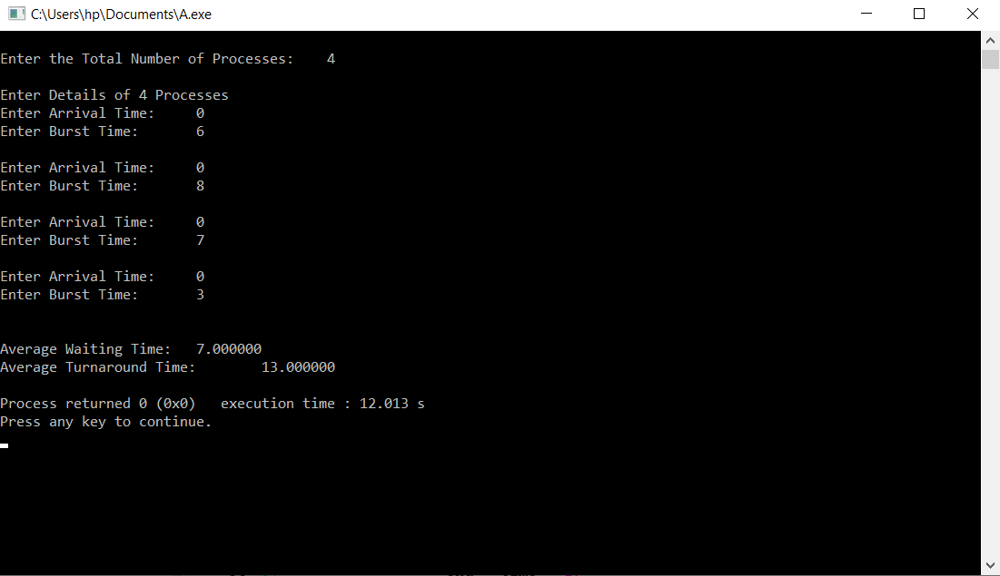 C:\Users\hp\Documents\A.exe
Enter the Total Number of Processes: 4
Enter Details of 4 Processes
Enter Arrival Time: 0
Enter Burst Time: 6
Enter Arrival Time: 0
Enter Burst Time: 8
Enter Arrival Time: 0
Enter Burst Time: 7
Enter Arrival Time: 0
Enter Burst Time: 3
Average Waiting Time: 7.000000
Average Turnaround Time: 13.000000
Process returned 0 (0x0) execution time : 12.013 s
Press any key to continue.